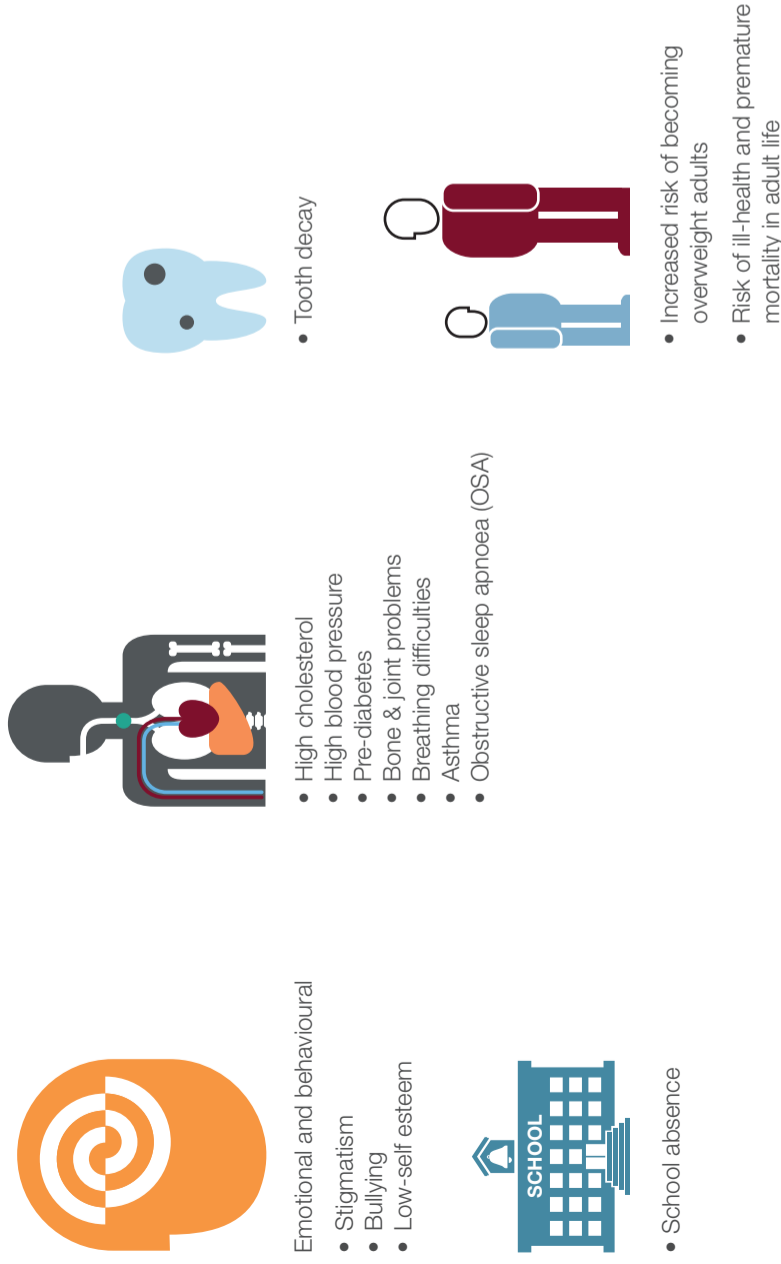 Emotional and behavioural
• Stigmatism
• Bullying
• Low-self esteem
SCHOOL
• School absence
• High cholesterol
• High blood pressure
• Pre-diabetes
• Bone & joint problems
• Breathing difficulties
• Asthma
• Obstructive sleep apnoea (OSA)
• Tooth decay
• Increased risk of becoming
overweight adults
• Risk of ill-health and premature
mortality in adult life